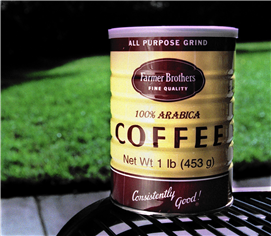 ALL PURPOSE GRIND
Farmer Brothers
FINE QUALITY
100% ARABICA
COFFEE
Net Wt 1 lb (453 g)
Consistently Good!